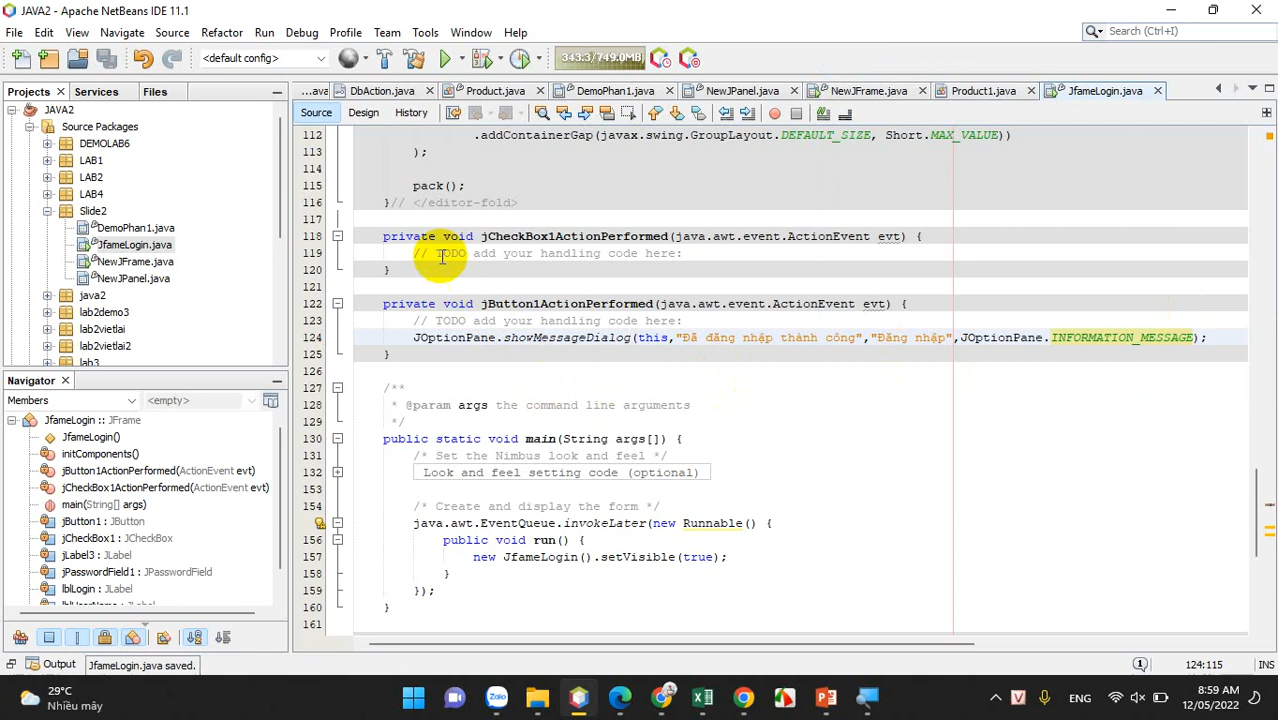 JAVA2 - Apache NetBeans IDE 11.1
File Edit View Navigate Source Refactor Run Debug Profile Team Tools Window Help
Search (Ctrl+I)
<default config>
343.3/749.0MB
Projects Services Files
...ava DbAction.java Product.java DemoPhan1.java NewJPanel.java NewJFrame.java Product1.java JfameLogin.java
Source Design History
JAVA2
Source Packages
DEMOLAB6
LAB1
LAB2
LAB4
Slide2
DemoPhan1.java
JfameLogin.java
NewJFrame.java
NewJPanel.java
java2
lab2demo3
lab2vietlai
lab2vietlai2
lab3
Navigator
Members
<empty>
JfameLogin :: JFrame
JfameLogin()
initComponents()
jButton1ActionPerformed(ActionEvent evt)
jCheckBox1ActionPerformed(ActionEvent evt)
main(String[] args)
jButton1 : JButton
jCheckBox1 : JCheckBox
jLabel3 : JLabel
jPasswordField1 : JPasswordField
lblLogin : JLabel
lblUserName : JLabel
112 .addContainerGap(javax.swing.GroupLayout.DEFAULT_SIZE, Short.MAX_VALUE))
113 );
114
115 pack();
116 }// </editor-fold>
117
118 private void jCheckBox1ActionPerformed(java.awt.event.ActionEvent evt) {
119 // TODO add your handling code here:
120 }
121
122 private void jButton1ActionPerformed(java.awt.event.ActionEvent evt) {
123 // TODO add your handling code here:
124 JOptionPane.showMessageDialog(this,"Đã đăng nhập thành công","Đăng nhập",JOptionPane.INFORMATION_MESSAGE);
125 }
126
127 /**
128 * @param args the command line arguments
129 */
130 public static void main(String args[]) {
131 /* Set the Nimbus look and feel */
132 Look and feel setting code (optional)
153
154 /* Create and display the form */
java.awt.EventQueue.invokeLater(new Runnable() {
156 public void run() {
157 new JfameLogin().setVisible(true);
158 }
159 });
160 }
161
Output
JfameLogin.java saved.
1
124:115
INS
29°C
Nhiều mây
Zalo
ENG
8:59 AM
12/05/2022